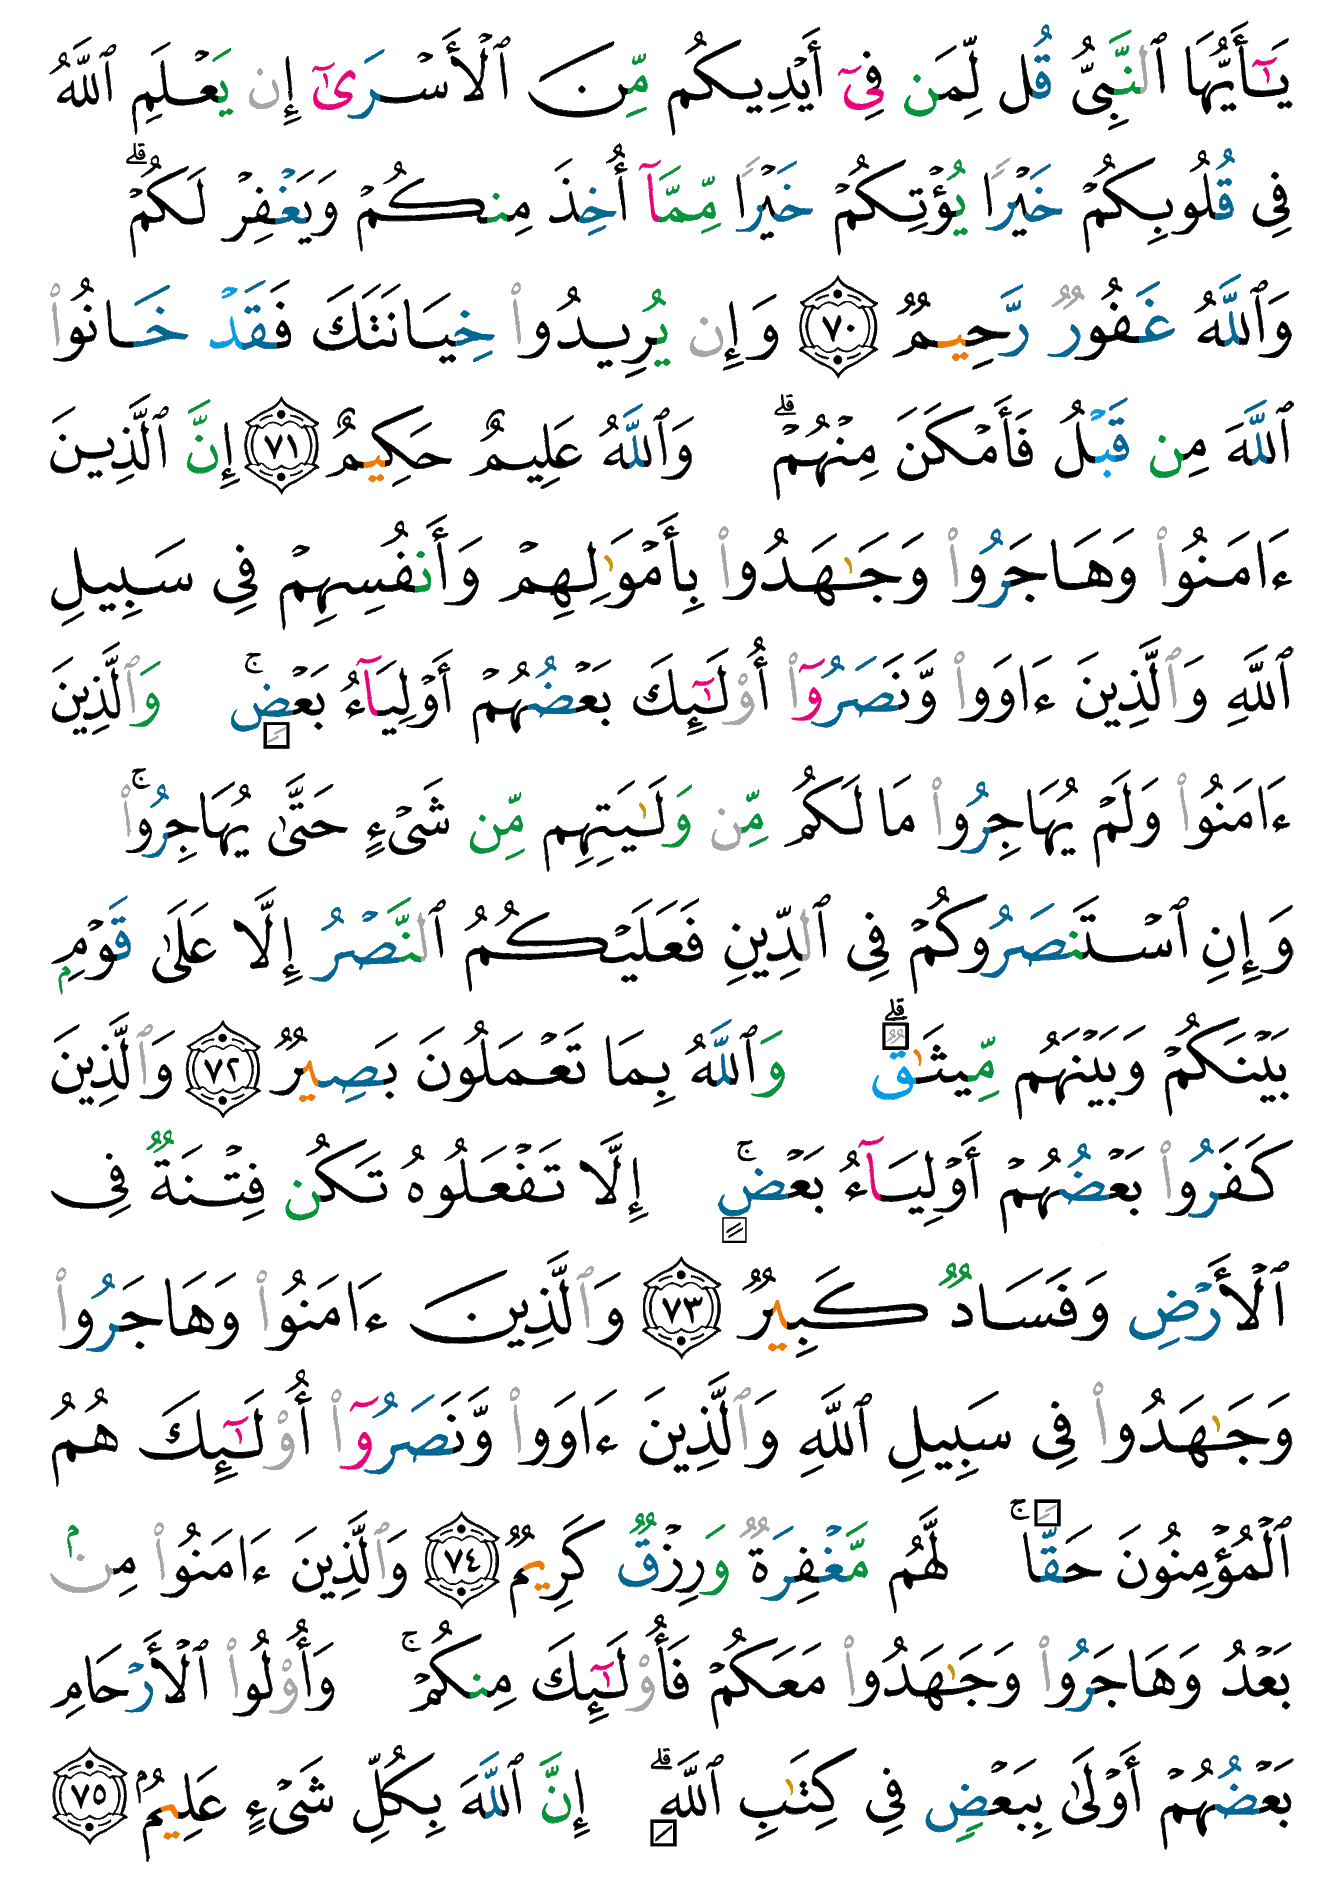 يَـٰٓأَيُّهَا ٱلنَّبِىُّ قُل لِّمَن فِىٓ أَيْدِيكُم مِّنَ ٱلْأَسْرَىٰٓ إِن يَعْلَمِ ٱللَّهُ
فِى قُلُوبِكُمْ خَيْرًا يُؤْتِكُمْ خَيْرًا مِّمَّآ أُخِذَ مِنكُمْ وَيَغْفِرْ لَكُمْ ۗ
وَٱللَّهُ غَفُورٌ رَّحِيمٌ ٧٠ وَإِن يُرِيدُوا۟ خِيَانَتَكَ فَقَدْ خَانُوا۟
ٱللَّهَ مِن قَبْلُ فَأَمْكَنَ مِنْهُمْ ۗ وَٱللَّهُ عَلِيمٌ حَكِيمٌ ٧١ إِنَّ ٱلَّذِينَ
ءَامَنُوا۟ وَهَاجَرُوا۟ وَجَـٰهَدُوا۟ بِأَمْوَٰلِهِمْ وَأَنفُسِهِمْ فِى سَبِيلِ
ٱللَّهِ وَٱلَّذِينَ ءَاوَوا۟ وَّنَصَرُوٓا۟ أُو۟لَـٰٓئِكَ بَعْضُهُمْ أَوْلِيَآءُ بَعْضٍ ۚ وَٱلَّذِينَ
ءَامَنُوا۟ وَلَمْ يُهَاجِرُوا۟ مَا لَكُم مِّن وَلَـٰيَتِهِم مِّن شَىْءٍ حَتَّىٰ يُهَاجِرُوا۟ ۚ
وَإِنِ ٱسْتَنصَرُوكُمْ فِى ٱلدِّينِ فَعَلَيْكُمُ ٱلنَّصْرُ إِلَّا عَلَىٰ قَوْمٍۭ
بَيْنَكُمْ وَبَيْنَهُم مِّيثَـٰقٌ ۗ وَٱللَّهُ بِمَا تَعْمَلُونَ بَصِيرٌ ٧٢ وَٱلَّذِينَ
كَفَرُوا۟ بَعْضُهُمْ أَوْلِيَآءُ بَعْضٍ ۚ إِلَّا تَفْعَلُوهُ تَكُن فِتْنَةٌ فِى
ٱلْأَرْضِ وَفَسَادٌ كَبِيرٌ ٧٣ وَٱلَّذِينَ ءَامَنُوا۟ وَهَاجَرُوا۟
وَجَـٰهَدُوا۟ فِى سَبِيلِ ٱللَّهِ وَٱلَّذِينَ ءَاوَوا۟ وَّنَصَرُوٓا۟ أُو۟لَـٰٓئِكَ هُمُ
ٱلْمُؤْمِنُونَ حَقًّا ۚ لَّهُم مَّغْفِرَةٌ وَرِزْقٌ كَرِيمٌ ٧٤ وَٱلَّذِينَ ءَامَنُوا۟ مِنۢ
بَعْدُ وَهَاجَرُوا۟ وَجَـٰهَدُوا۟ مَعَكُمْ فَأُو۟لَـٰٓئِكَ مِنكُمْ ۚ وَأُو۟لُوا۟ ٱلْأَرْحَامِ
بَعْضُهُمْ أَوْلَىٰ بِبَعْضٍ فِى كِتَـٰبِ ٱللَّهِ ۗ إِنَّ ٱللَّهَ بِكُلِّ شَىْءٍ عَلِيمٌۢ ٧٥